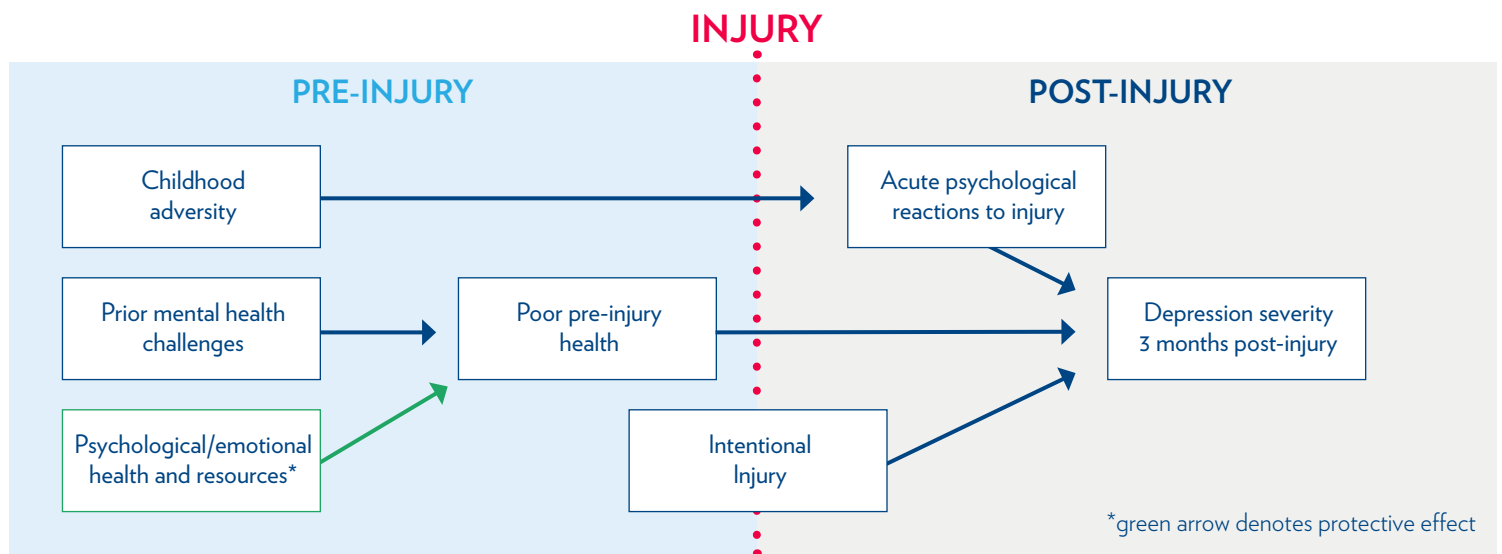 INJURY
PRE-INJURY
POST-INJURY
Childhood
adversity
Acute psychological
reactions to injury
Prior mental health
challenges
Poor pre-injury
health
Depression severity
3 months post-injury
Psychological/emotional
health and resources*
Intentional
Injury
*green arrow denotes protective effect